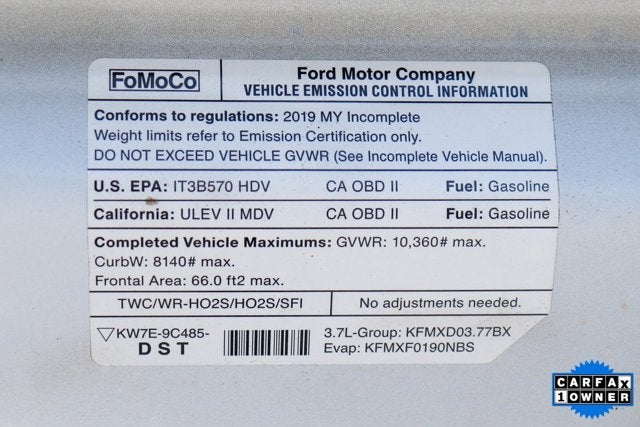 FoMoCo
Ford Motor Company
VEHICLE EMISSION CONTROL INFORMATION
Conforms to regulations: 2019 MY Incomplete
Weight limits refer to Emission Certification only.
DO NOT EXCEED VEHICLE GVWR (See Incomplete Vehicle Manual).
U.S. EPA: IT3B570 HDV CA OBD II Fuel: Gasoline
California: ULEV II MDV CA OBD II Fuel: Gasoline
Completed Vehicle Maximums: GVWR: 10,360# max.
CurbW: 8140# max.
Frontal Area: 66.0 ft2 max.
TWC/WR-HO2S/HO2S/SFI No adjustments needed.
KW7E-9C485- 3.7L-Group: KFMXD03.77BX
DST Evap: KFMXF0190NBS
CARFAX
1 OWNER